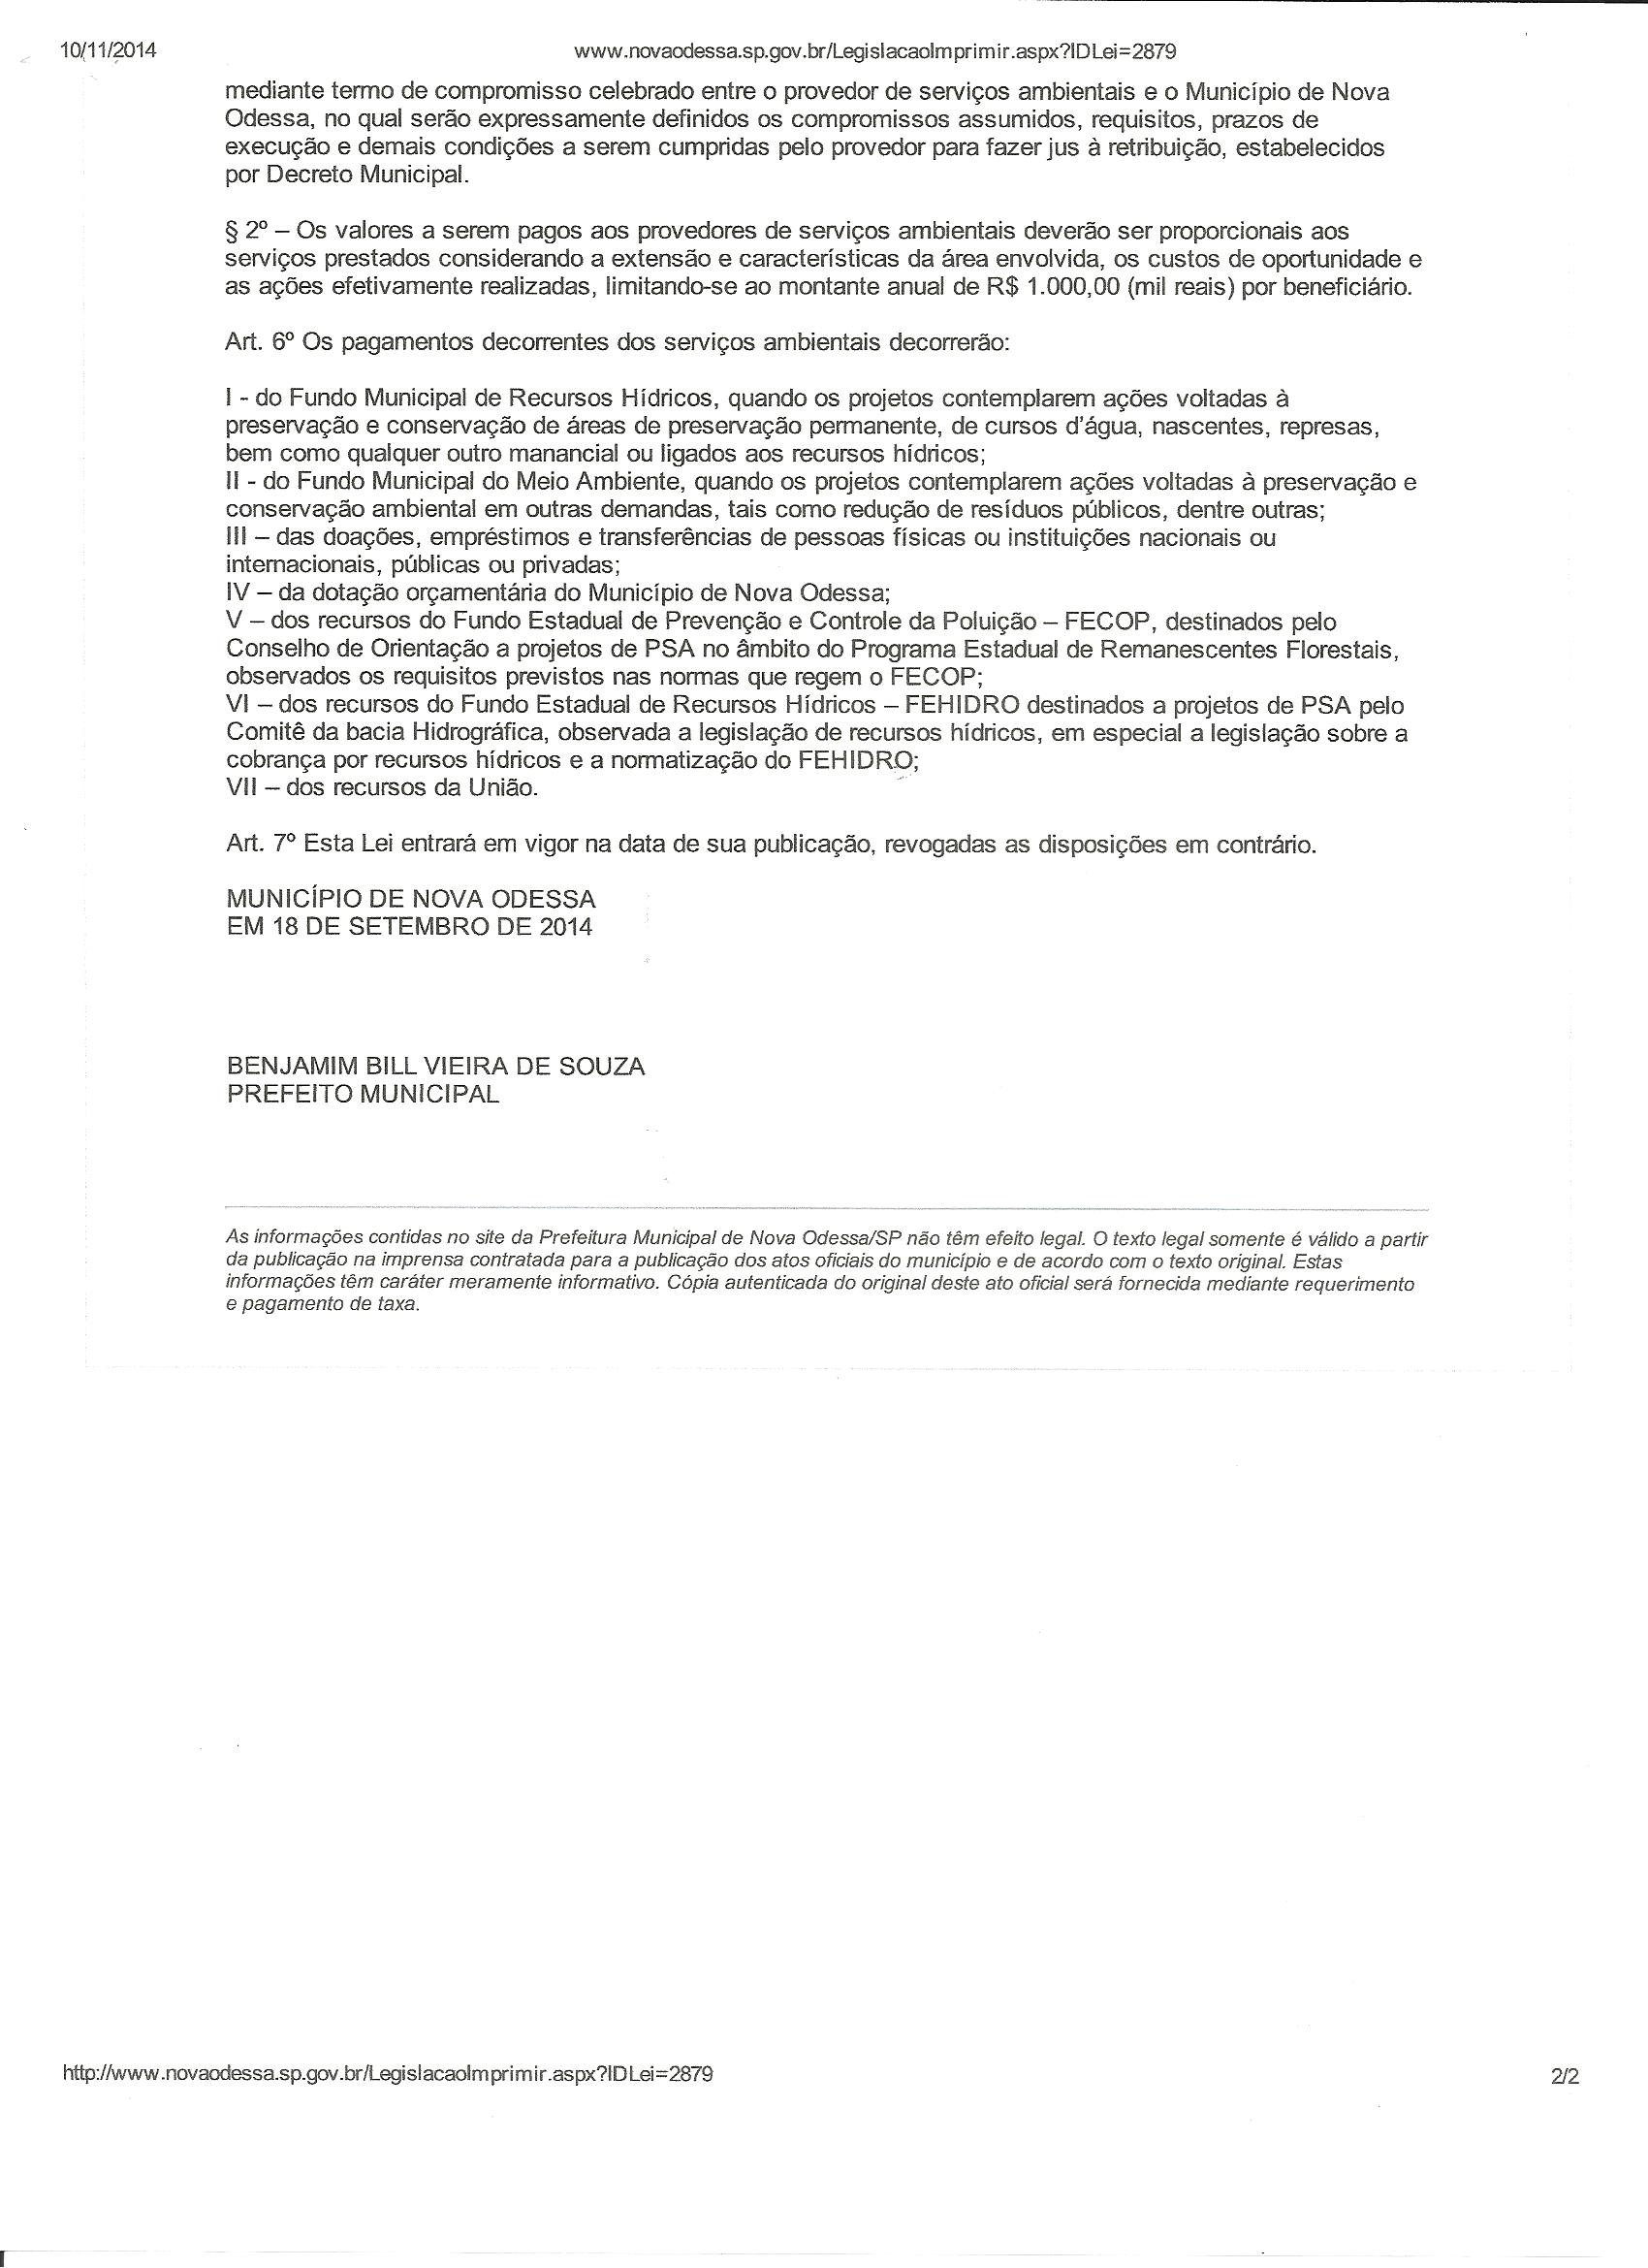 10/11/2014
www.novaodessa.sp.gov.br/LegislacaoImprimir.aspx?IDLei=2879
mediante termo de compromisso celebrado entre o provedor de serviços ambientais e o Município de Nova
Odessa, no qual serão expressamente definidos os compromissos assumidos, requisitos, prazos de
execução e demais condições a serem cumpridas pelo provedor para fazer jus à retribuição, estabelecidos
por Decreto Municipal.
§ 2º – Os valores a serem pagos aos provedores de serviços ambientais deverão ser proporcionais aos
serviços prestados considerando a extensão e características da área envolvida, os custos de oportunidade e
as ações efetivamente realizadas, limitando-se ao montante anual de R$ 1.000,00 (mil reais) por beneficiário.
Art. 6º Os pagamentos decorrentes dos serviços ambientais decorrerão:
I - do Fundo Municipal de Recursos Hídricos, quando os projetos contemplarem ações voltadas à
preservação e conservação de áreas de preservação permanente, de cursos d'água, nascentes, represas,
bem como qualquer outro manancial ou ligados aos recursos hídricos;
II - do Fundo Municipal do Meio Ambiente, quando os projetos contemplarem ações voltadas à preservação e
conservação ambiental em outras demandas, tais como redução de resíduos públicos, dentre outras;
III – das doações, empréstimos e transferências de pessoas físicas ou instituições nacionais ou
internacionais, públicas ou privadas;
IV – da dotação orçamentária do Município de Nova Odessa;
V – dos recursos do Fundo Estadual de Prevenção e Controle da Poluição – FECOP, destinados pelo
Conselho de Orientação a projetos de PSA no âmbito do Programa Estadual de Remanescentes Florestais,
observados os requisitos previstos nas normas que regem o FECOP;
VI – dos recursos do Fundo Estadual de Recursos Hídricos – FEHIDRO destinados a projetos de PSA pelo
Comitê da bacia Hidrográfica, observada a legislação de recursos hídricos, em especial a legislação sobre a
cobrança por recursos hídricos e a normatização do FEHIDRO;
VII – dos recursos da União.
Art. 7º Esta Lei entrará em vigor na data de sua publicação, revogadas as disposições em contrário.
MUNICÍPIO DE NOVA ODESSA
EM 18 DE SETEMBRO DE 2014
BENJAMIM BILL VIEIRA DE SOUZA
PREFEITO MUNICIPAL
As informações contidas no site da Prefeitura Municipal de Nova Odessa/SP não têm efeito legal. O texto legal somente é válido a partir
da publicação na imprensa contratada para a publicação dos atos oficiais do município e de acordo com o texto original. Estas
informações têm caráter meramente informativo. Cópia autenticada do original deste ato oficial será fornecida mediante requerimento
e pagamento de taxa.
http://www.novaodessa.sp.gov.br/LegislacaoImprimir.aspx?IDLei=2879
2/2